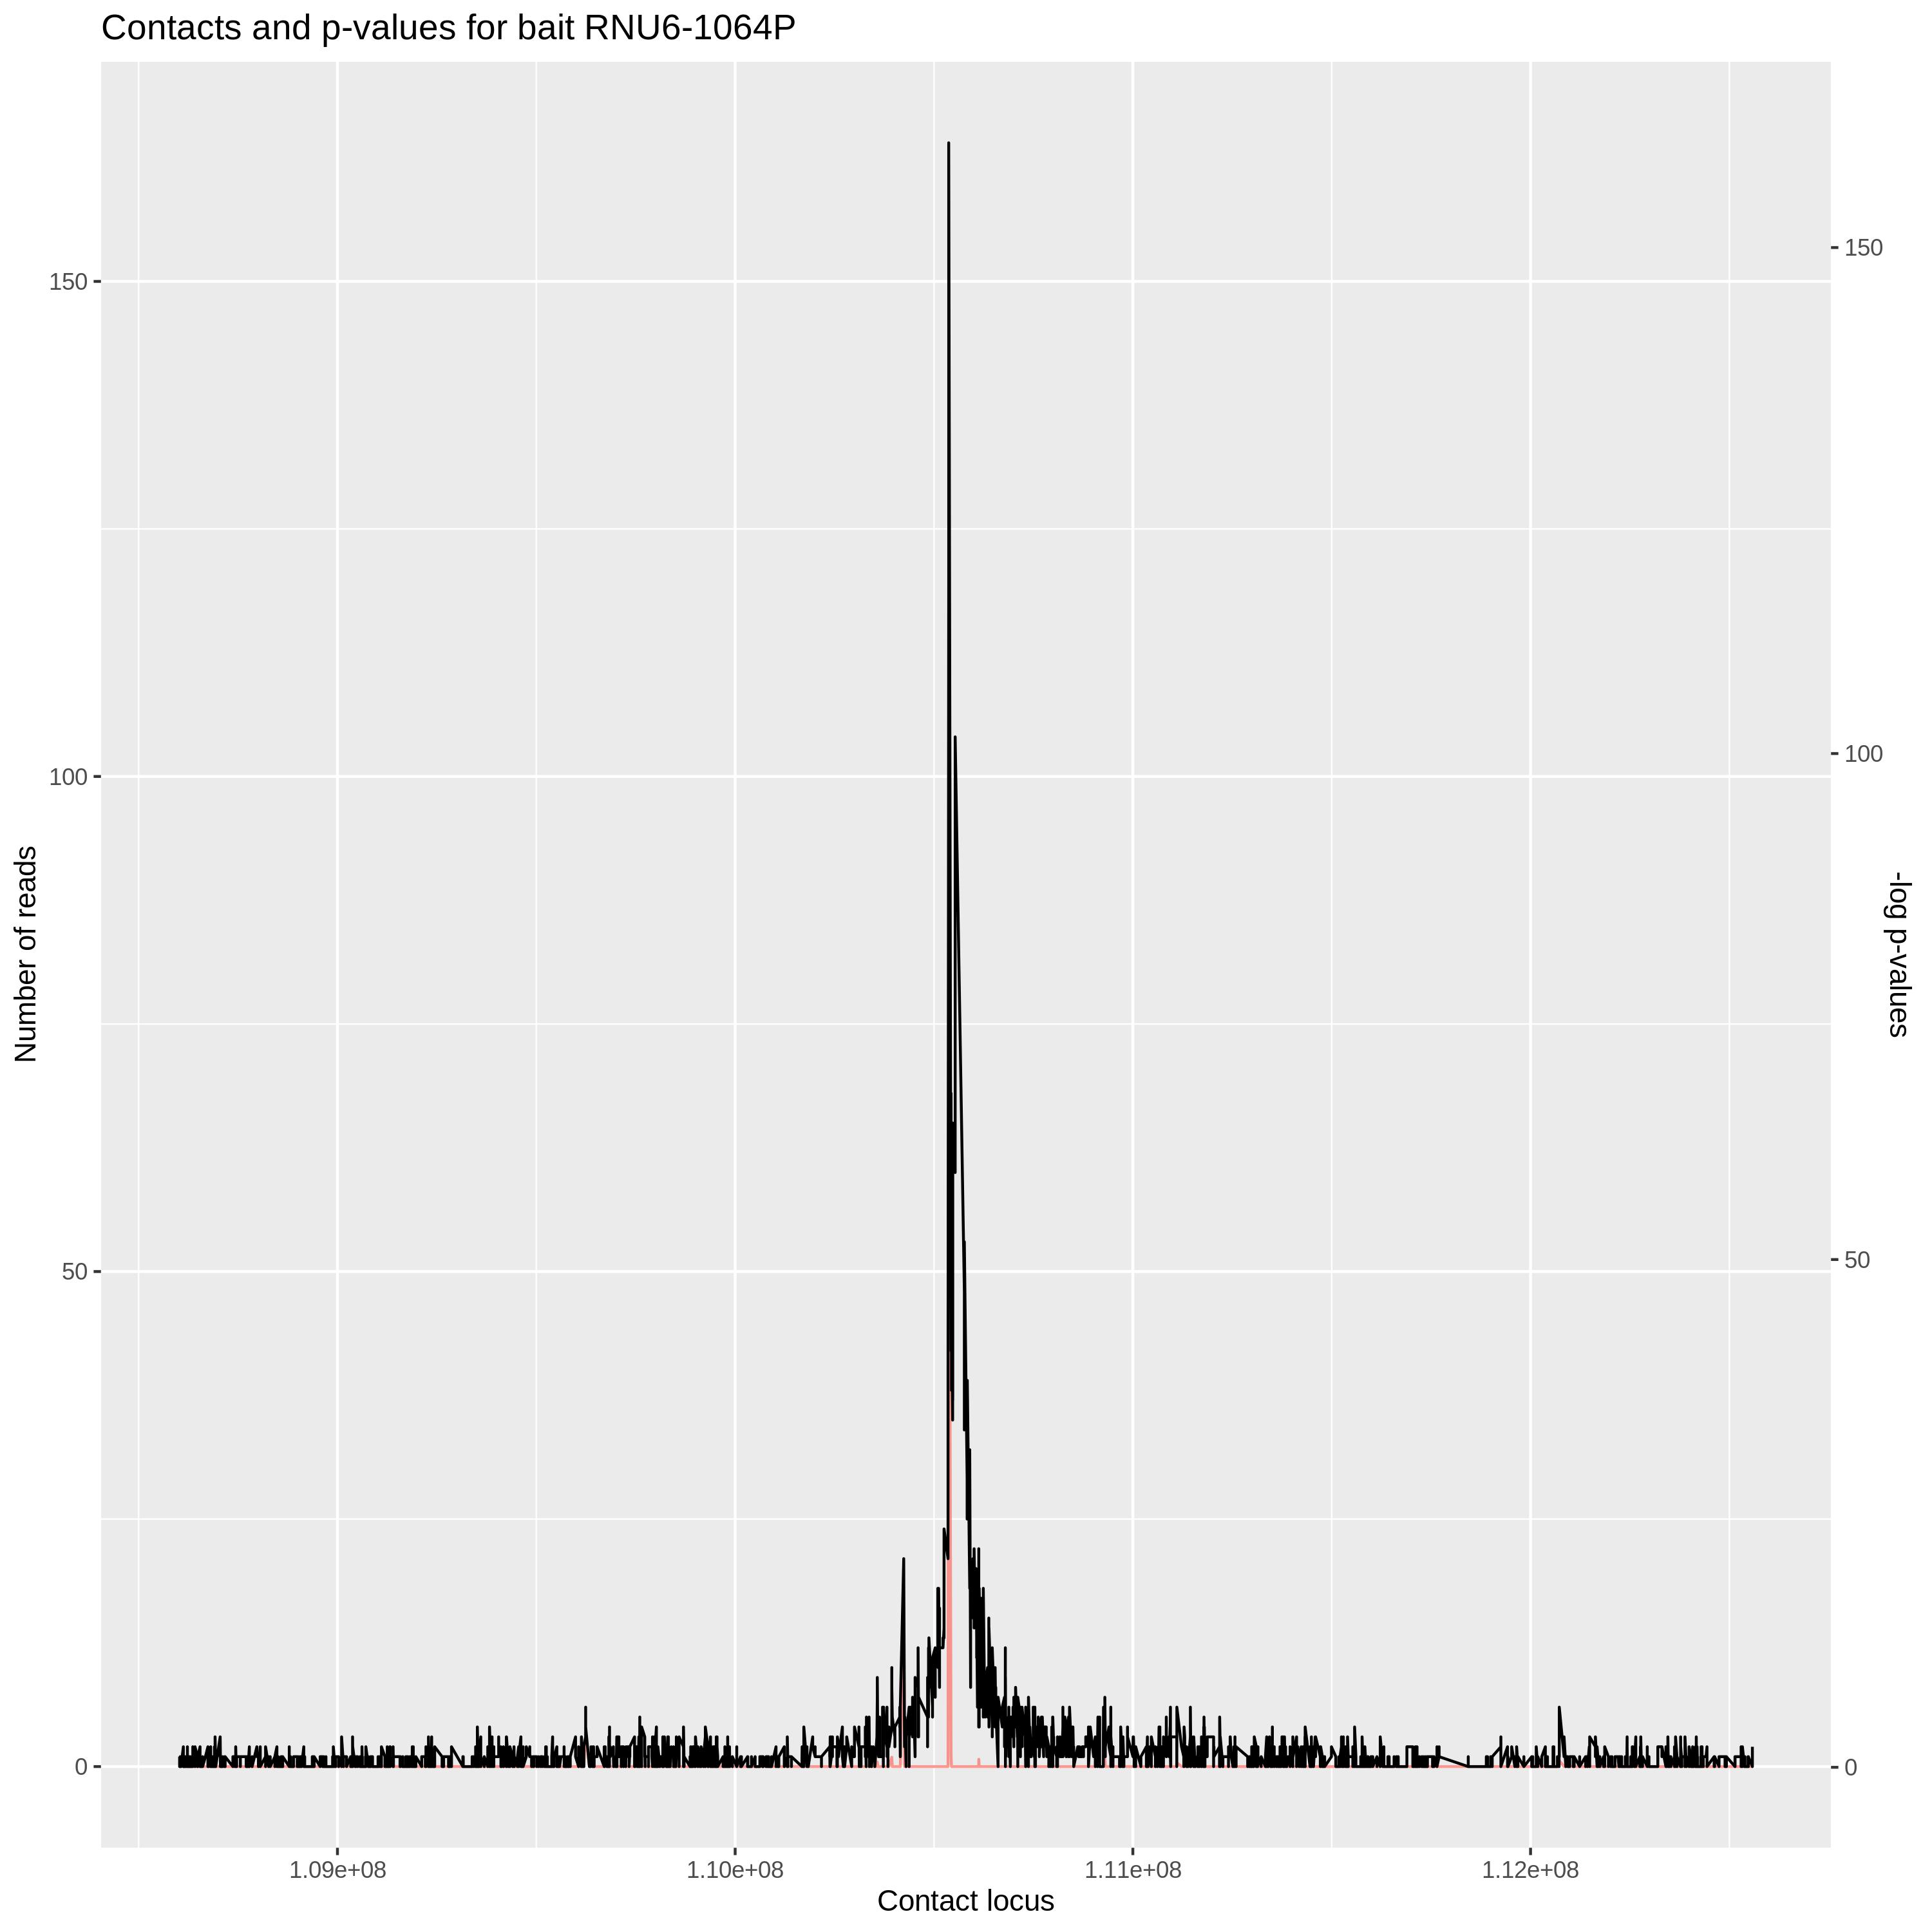 Contacts and p-values for bait RNU6-1064P
150
100
50
0
Number of reads
150
100
50
0
-log p-values
1.09e+08
1.10e+08
1.11e+08
1.12e+08
Contact locus